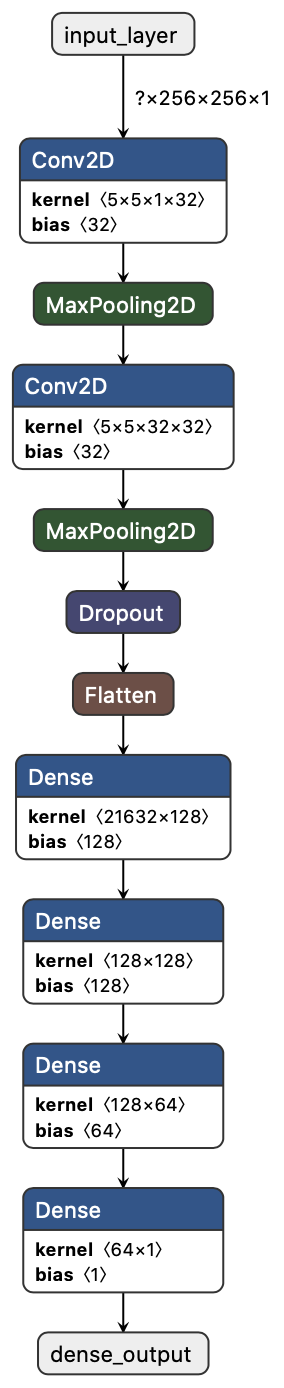 input_layer
?×256×256×1
Conv2D
kernel〈5×5×1×32〉
bias〈32〉
MaxPooling2D
Conv2D
kernel〈5×5×32×32〉
bias〈32〉
MaxPooling2D
Dropout
Flatten
Dense
kernel〈21632×128〉
bias〈128〉
Dense
kernel〈128×128〉
bias〈128〉
Dense
kernel〈128×64〉
bias〈64〉
Dense
kernel〈64×1〉
bias〈1〉
dense_output